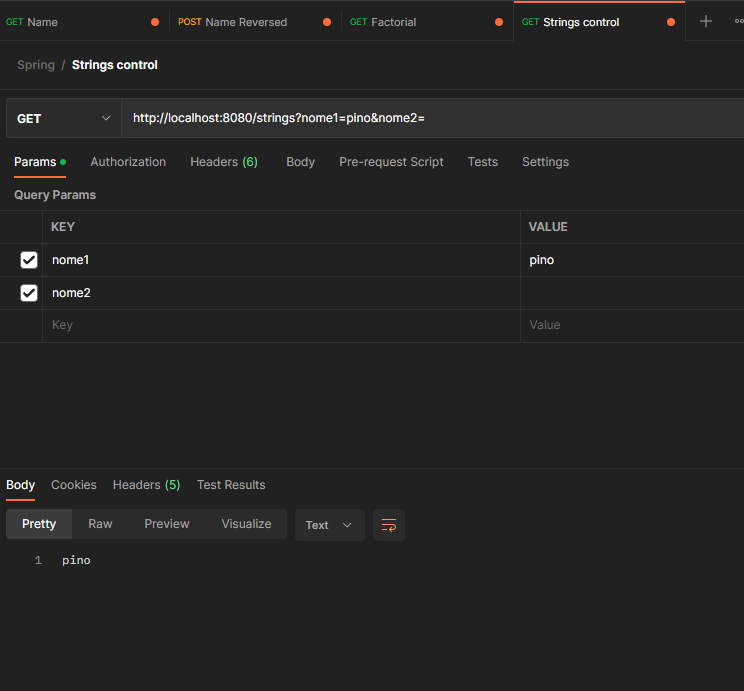 GET Name POST Name Reversed GET Factorial GET Strings control
Spring / Strings control
GET http://localhost:8080/strings?nome1=pino&nome2=
Params Authorization Headers (6) Body Pre-request Script Tests Settings
Query Params
KEY VALUE
nome1 pino
nome2
Key Value
Body Cookies Headers (5) Test Results
Pretty Raw Preview Visualize Text
1 pino